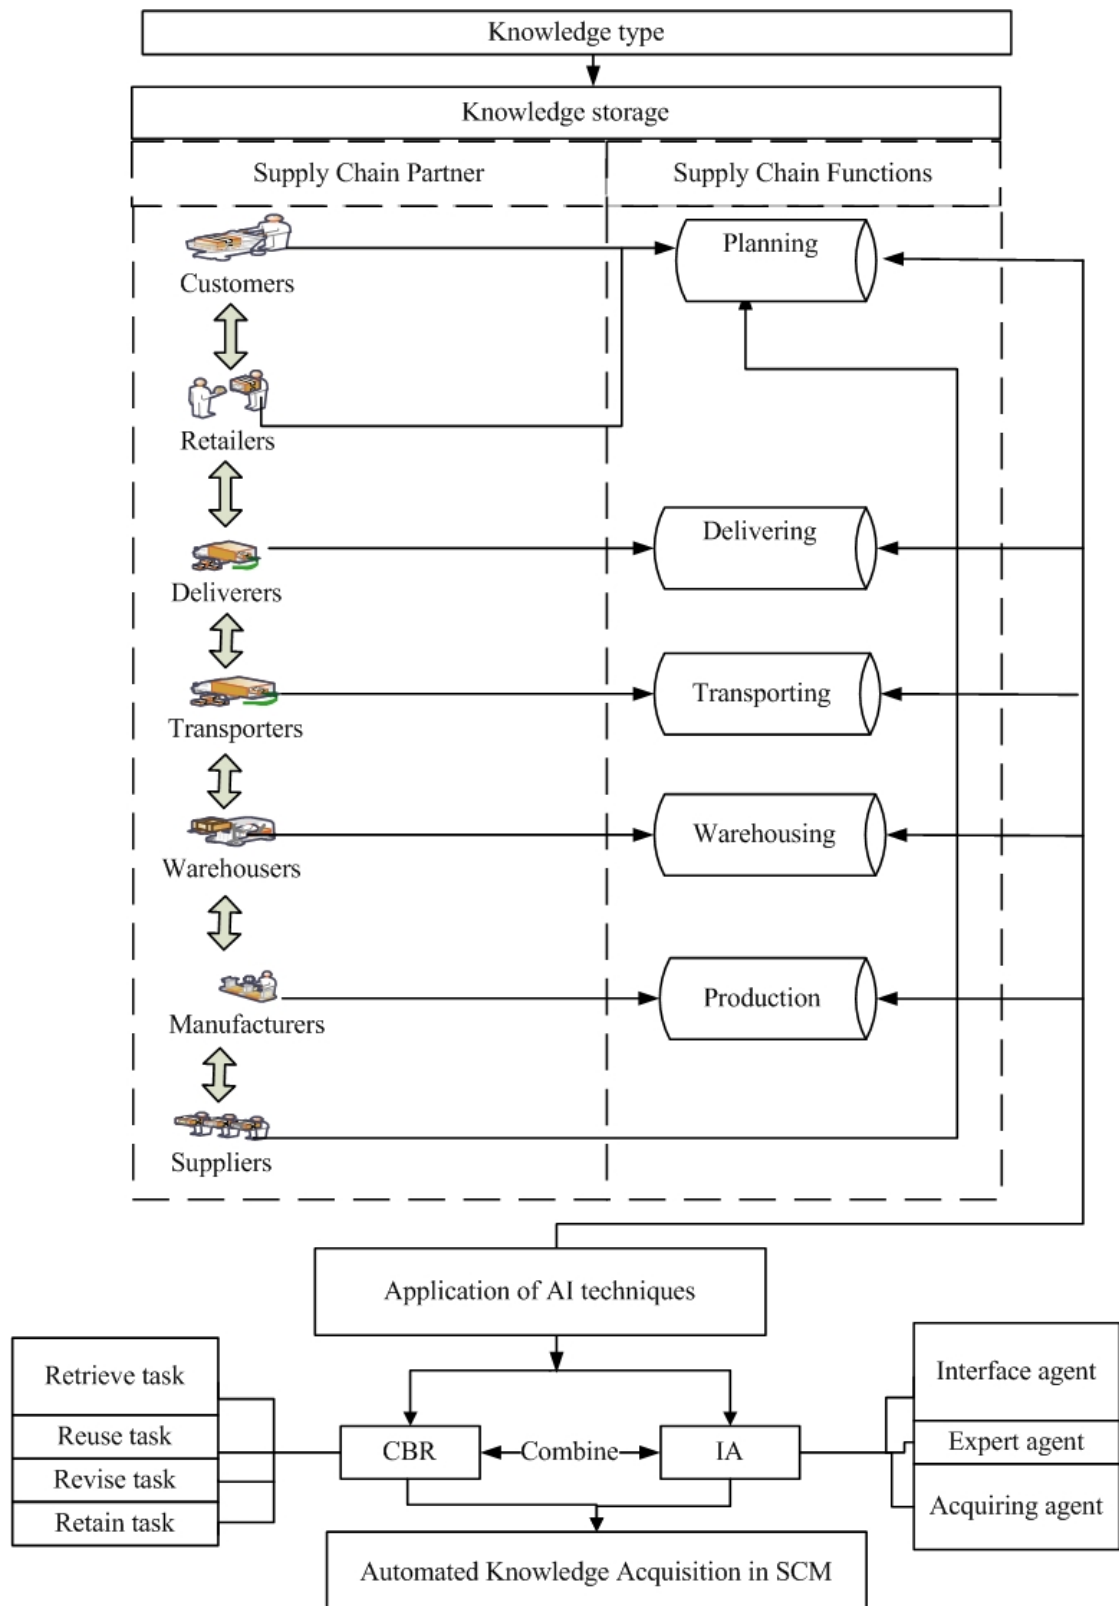 Knowledge type
Knowledge storage
Supply Chain Partner
Supply Chain Functions
Customers
Planning
Retailers
Deliverers
Delivering
Transporters
Transporting
Warehousers
Warehousing
Manufacturers
Production
Suppliers
Application of AI techniques
Retrieve task
Reuse task
Revise task
Retain task
CBR
Combine
IA
Interface agent
Expert agent
Acquiring agent
Automated Knowledge Acquisition in SCM